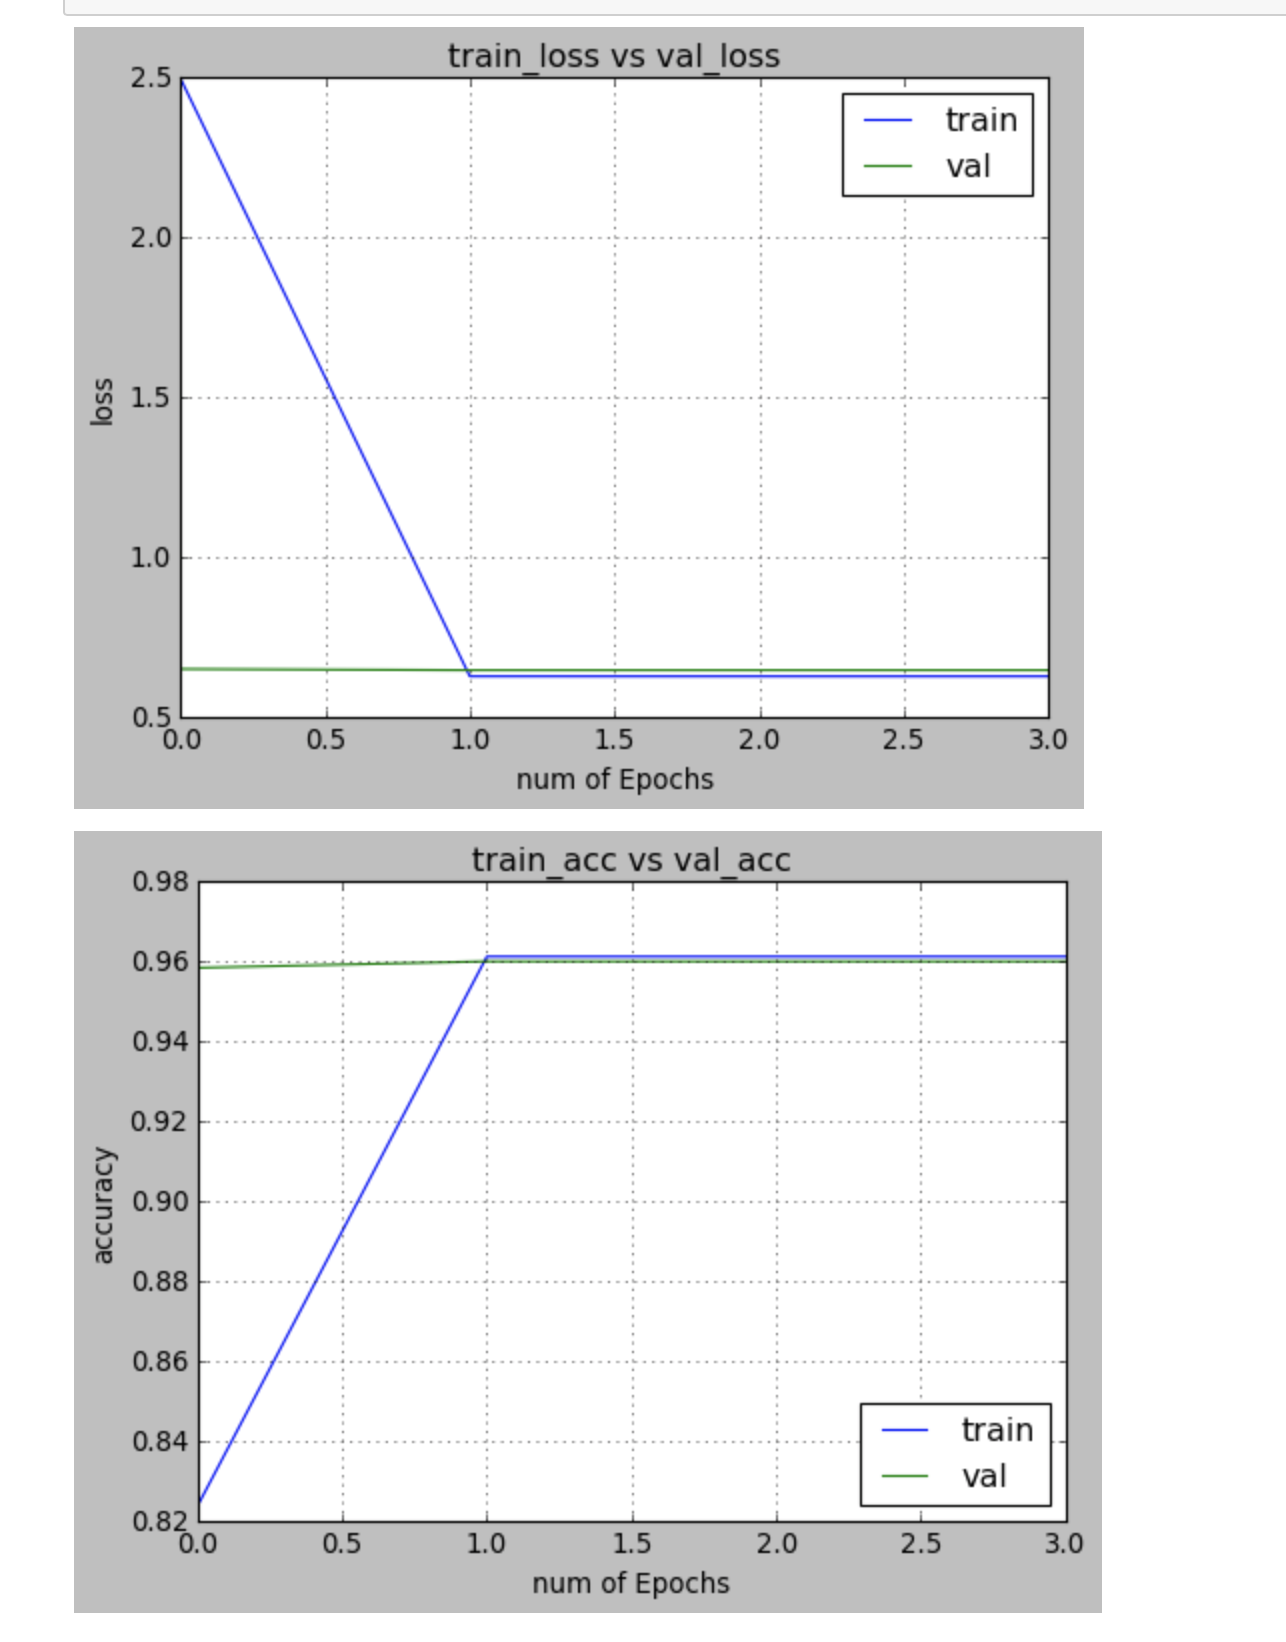 train_loss vs val_loss
2.5
2.0
1.5
1.0
0.5
loss
train
val
0.0 0.5 1.0 1.5 2.0 2.5 3.0
num of Epochs
train_acc vs val_acc
0.98
0.96
0.94
0.92
0.90
0.88
0.86
0.84
0.82
accuracy
train
val
0.0 0.5 1.0 1.5 2.0 2.5 3.0
num of Epochs